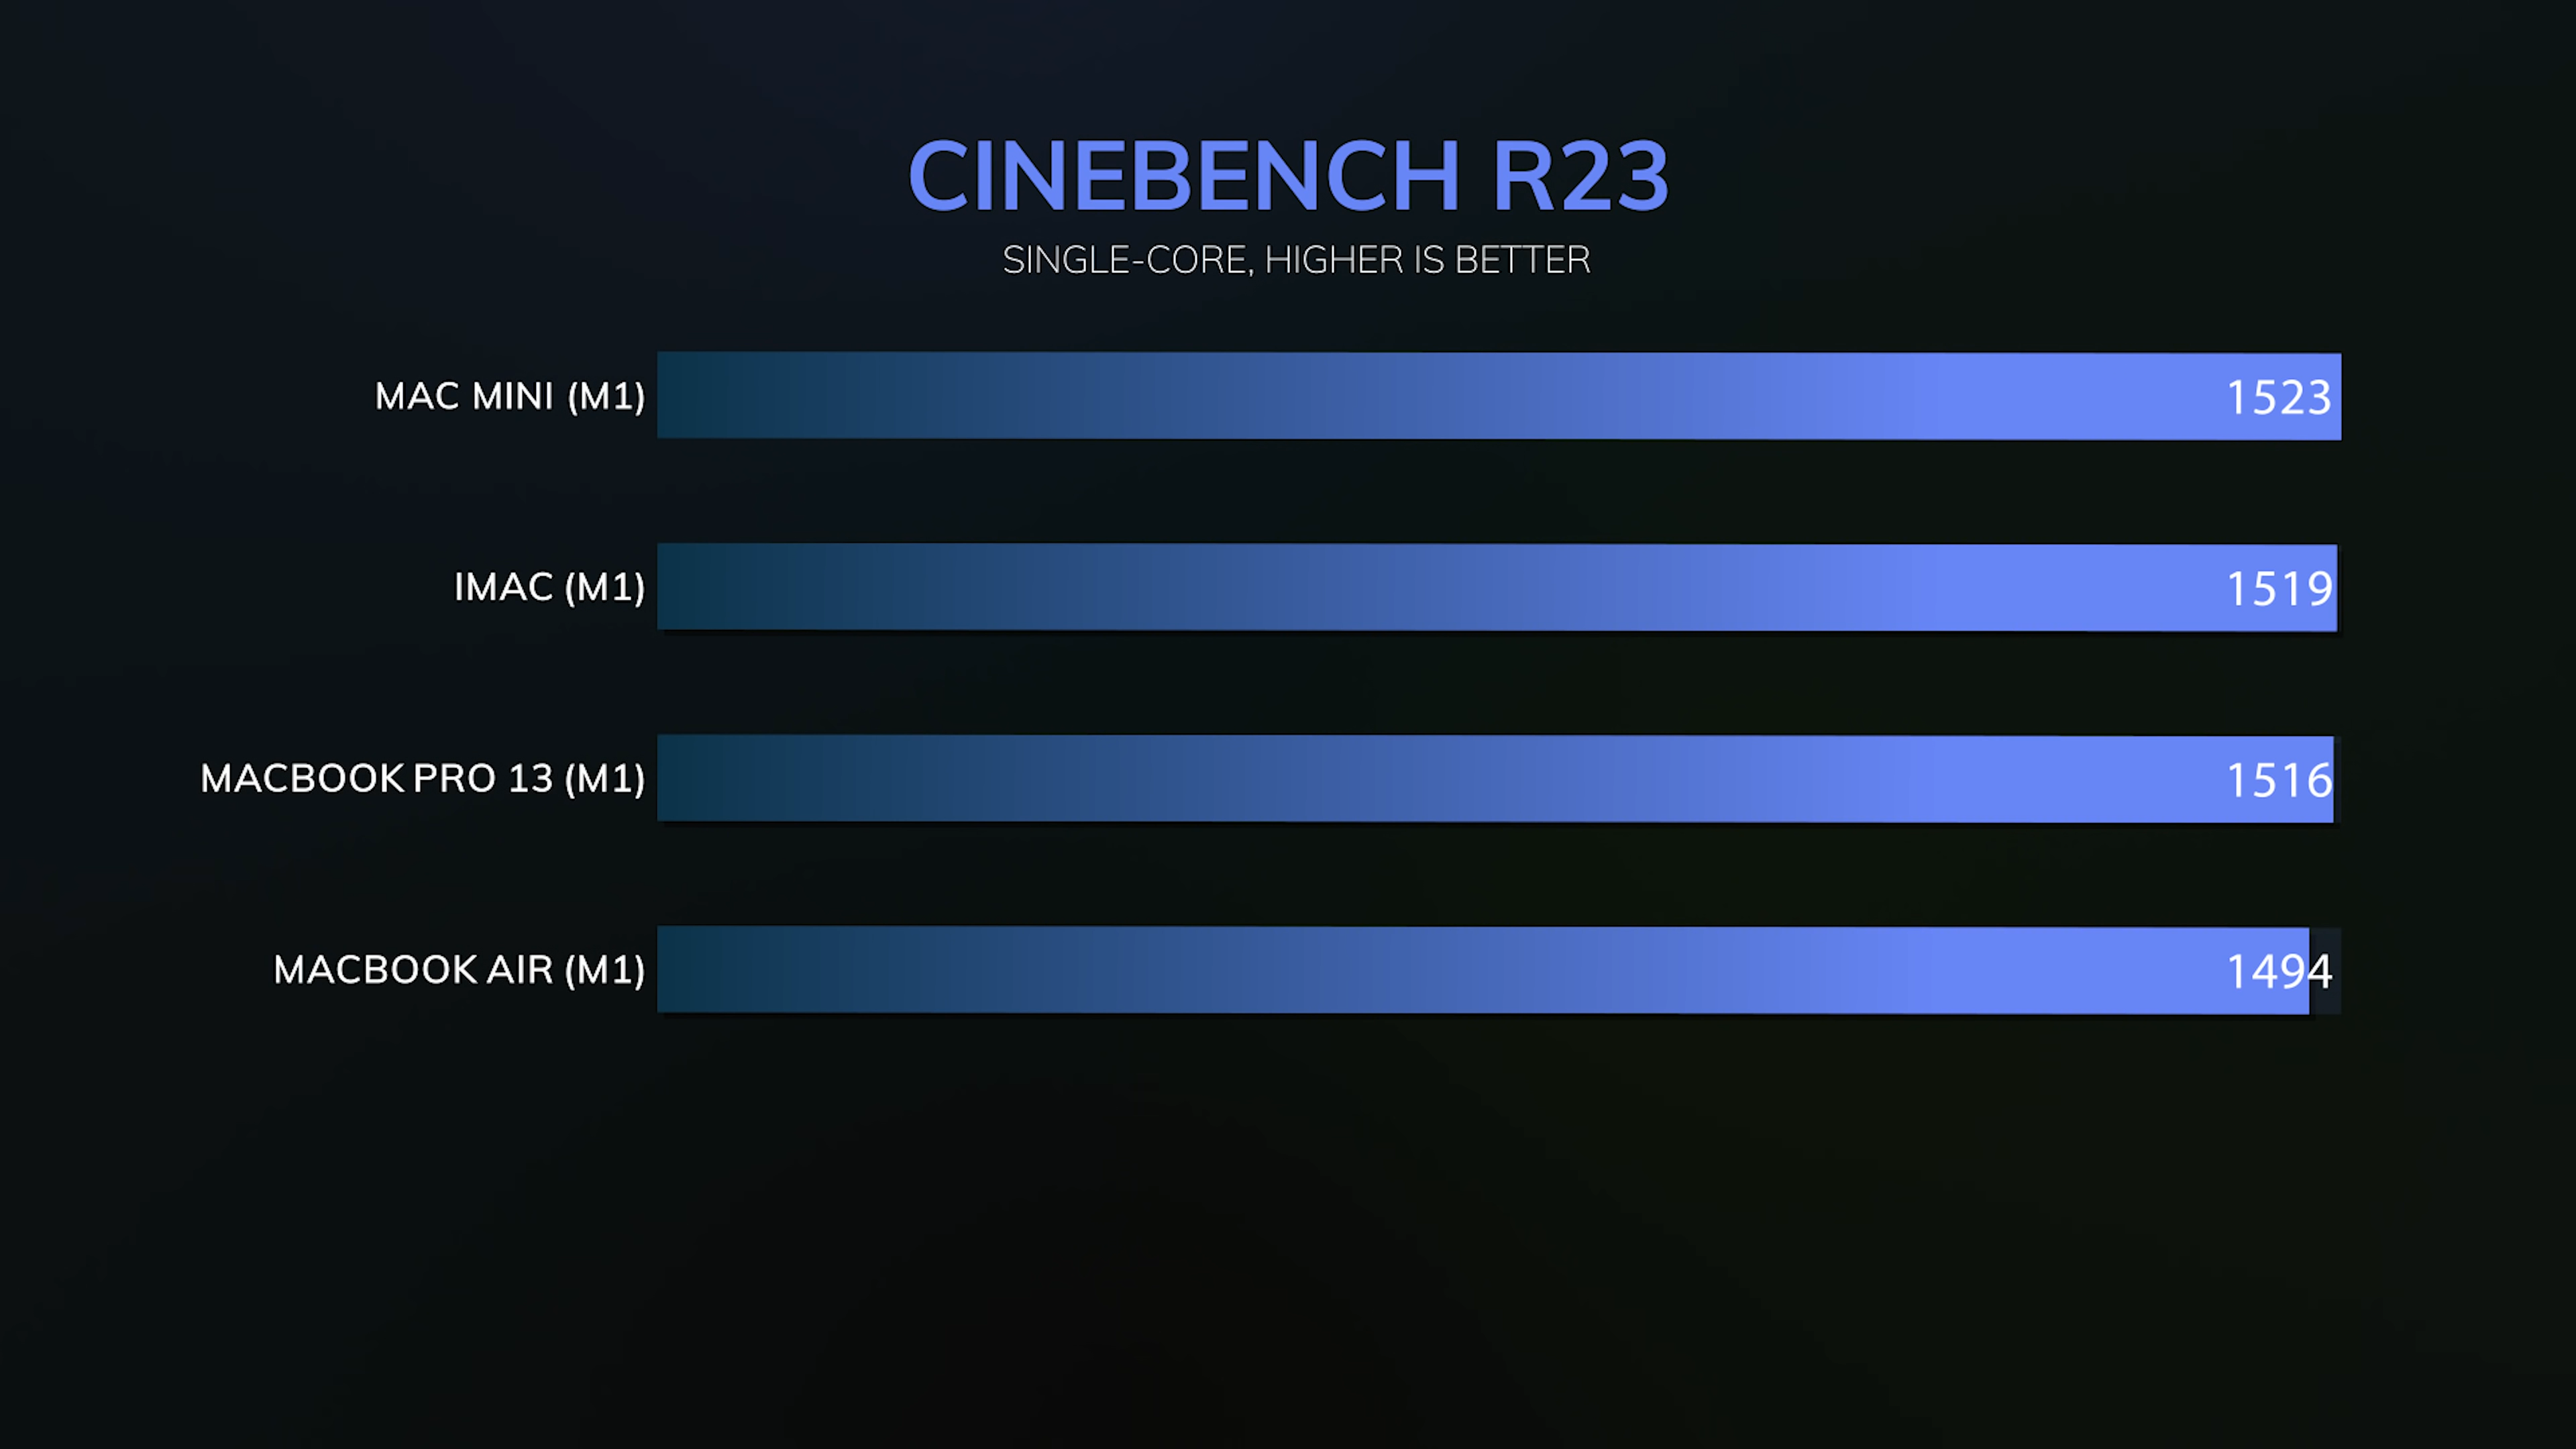 CINEBENCH R23
SINGLE-CORE, HIGHER IS BETTER
MAC MINI (M1) 1523
IMAC (M1) 1519
MACBOOK PRO 13 (M1) 1516
MACBOOK AIR (M1) 1494